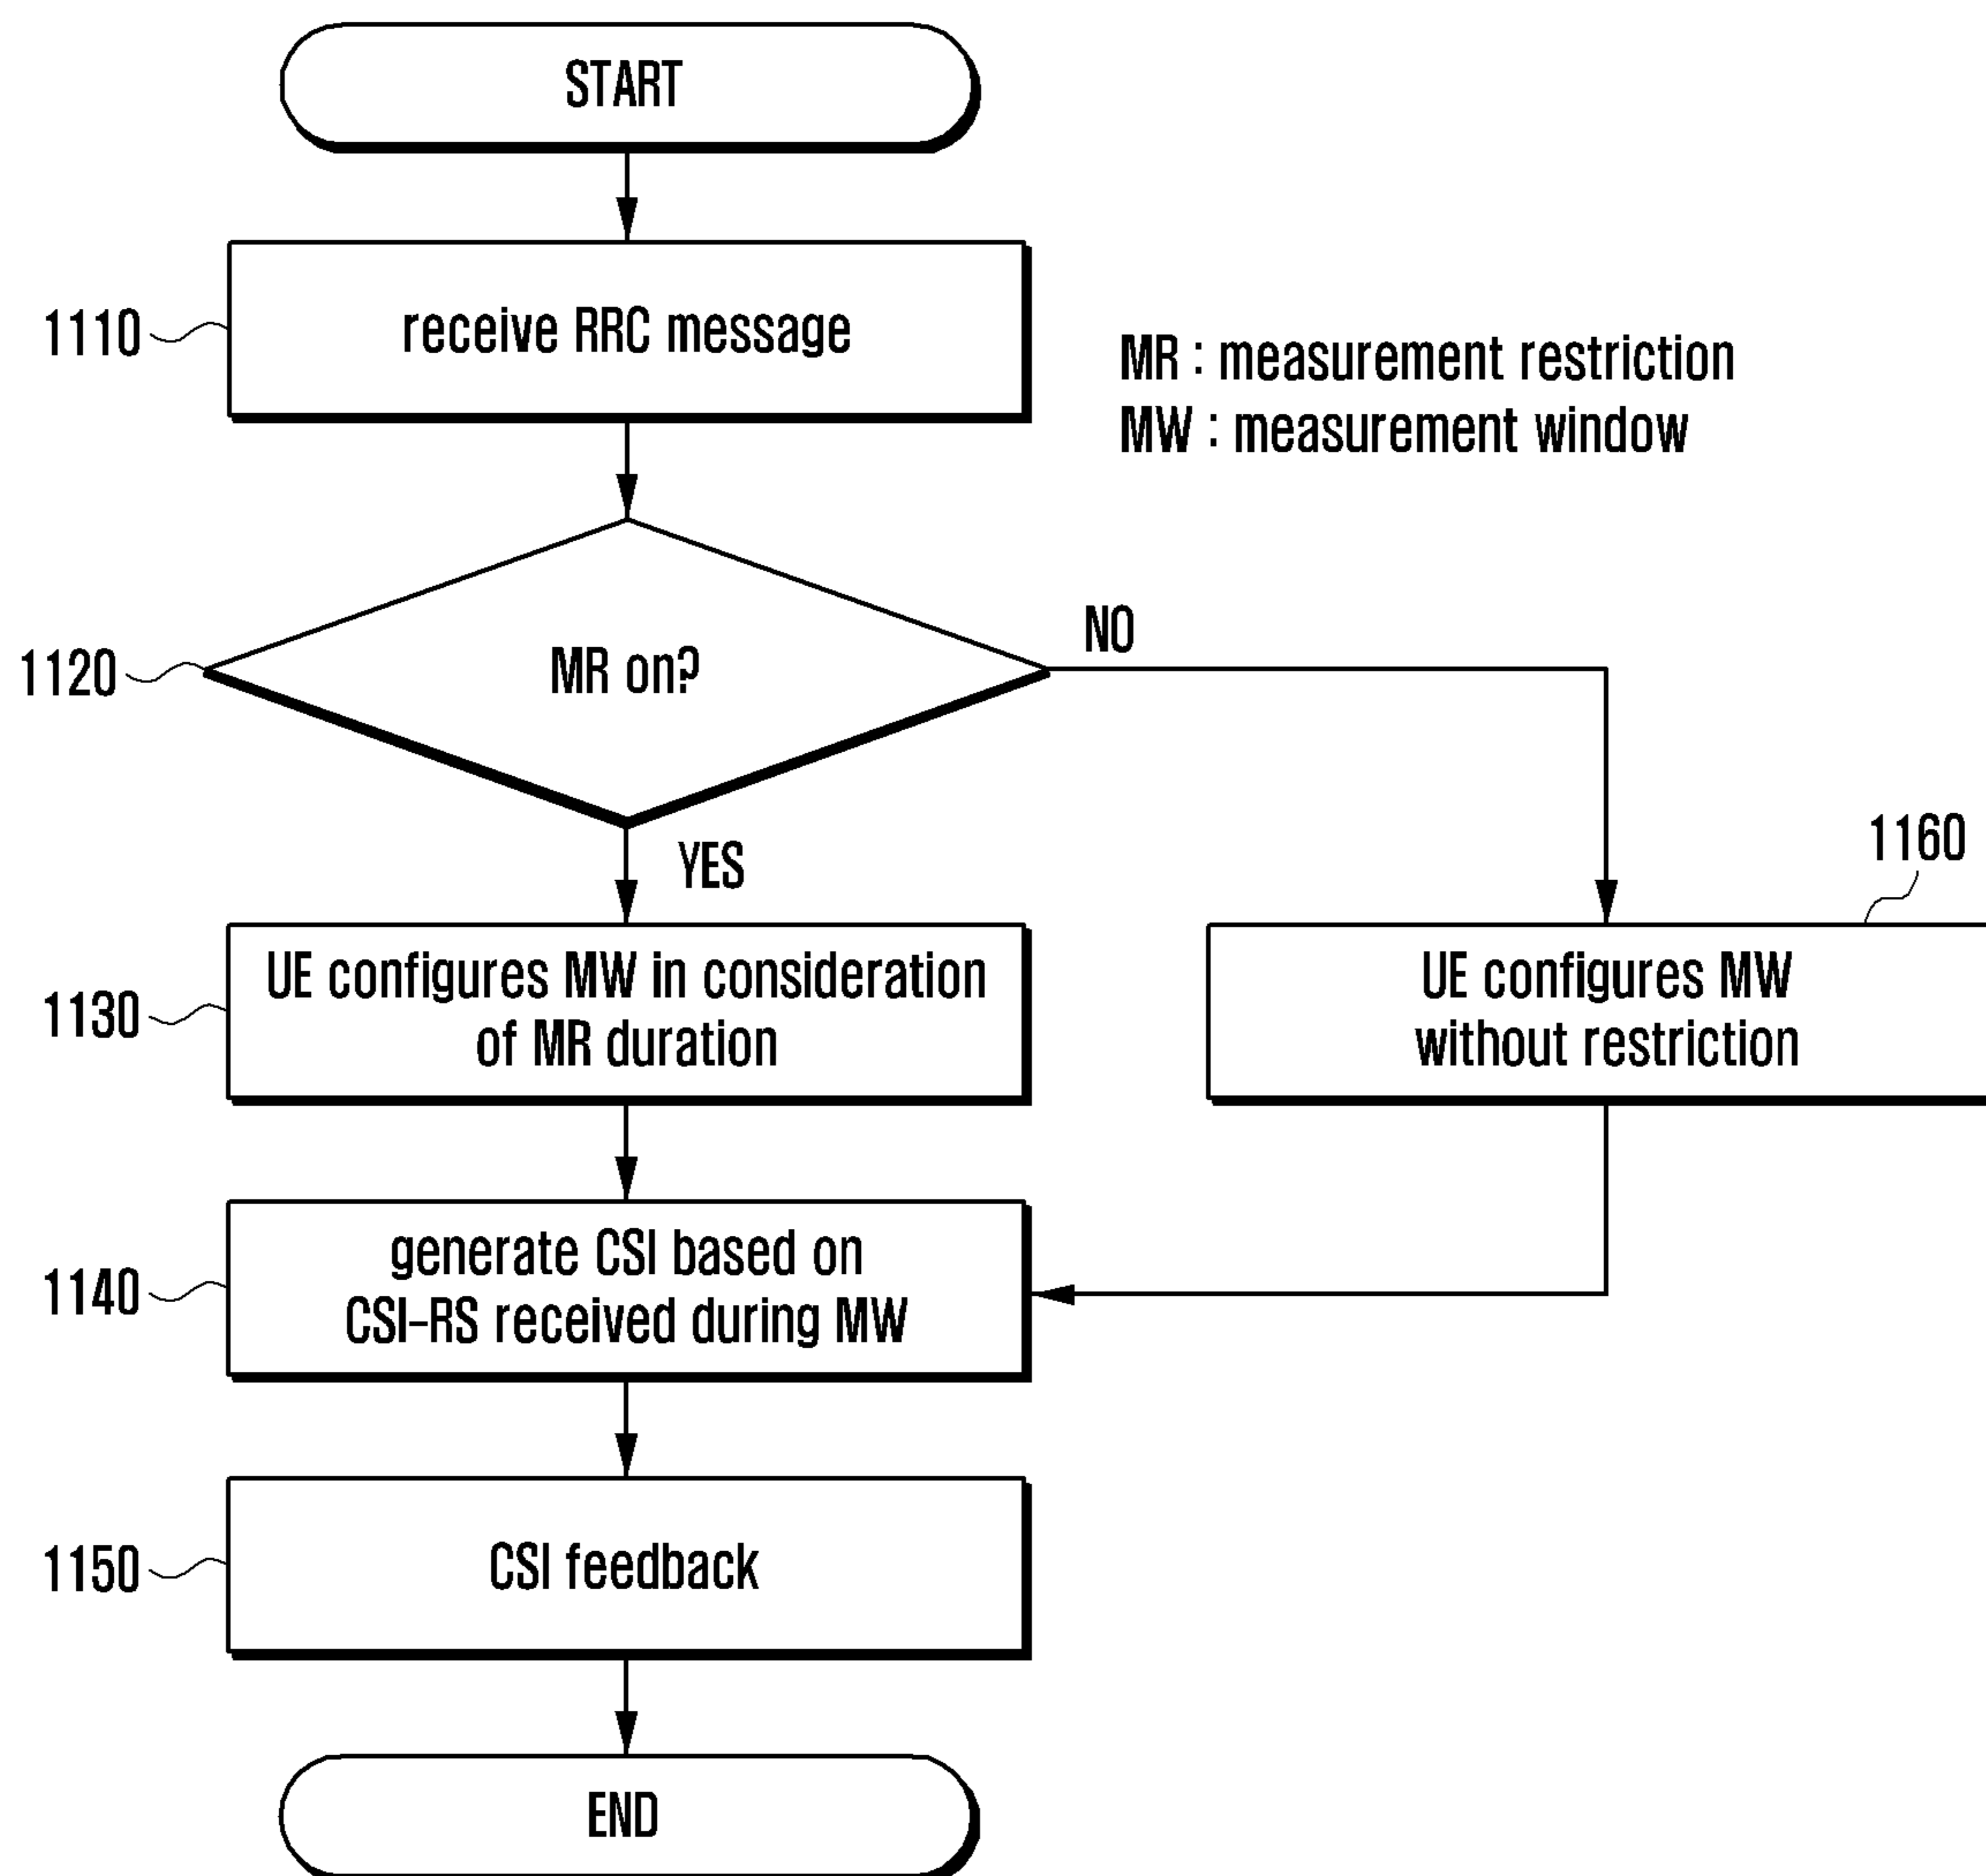 START
1110
receive RRC message
MR : measurement restriction
MW : measurement window
1120
MR on?
NO
YES
1160
1130
UE configures MW in consideration
of MR duration
UE configures MW
without restriction
1140
generate CSI based on
CSI-RS received during MW
1150
CSI feedback
END